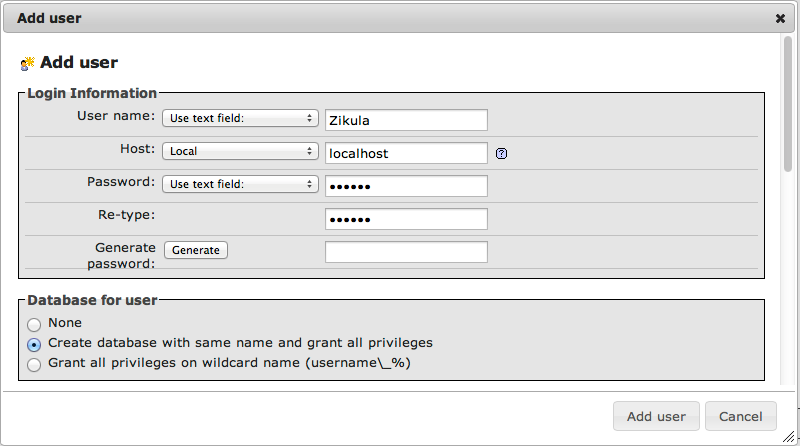 Add user
Add user
Login Information
User name: Use text field: Zikula
Host: Local localhost
Password: Use text field: ••••••
Re-type: ••••••
Generate password: Generate
Database for user
None
Create database with same name and grant all privileges
Grant all privileges on wildcard name (username\_%)
Add user Cancel